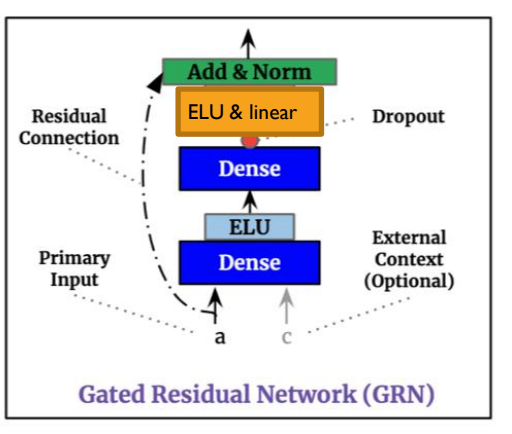 Add & Norm
ELU & linear
Residual
Connection
Dropout
Dense
ELU
Dense
Primary
Input
External
Context
(Optional)
a
c
Gated Residual Network (GRN)